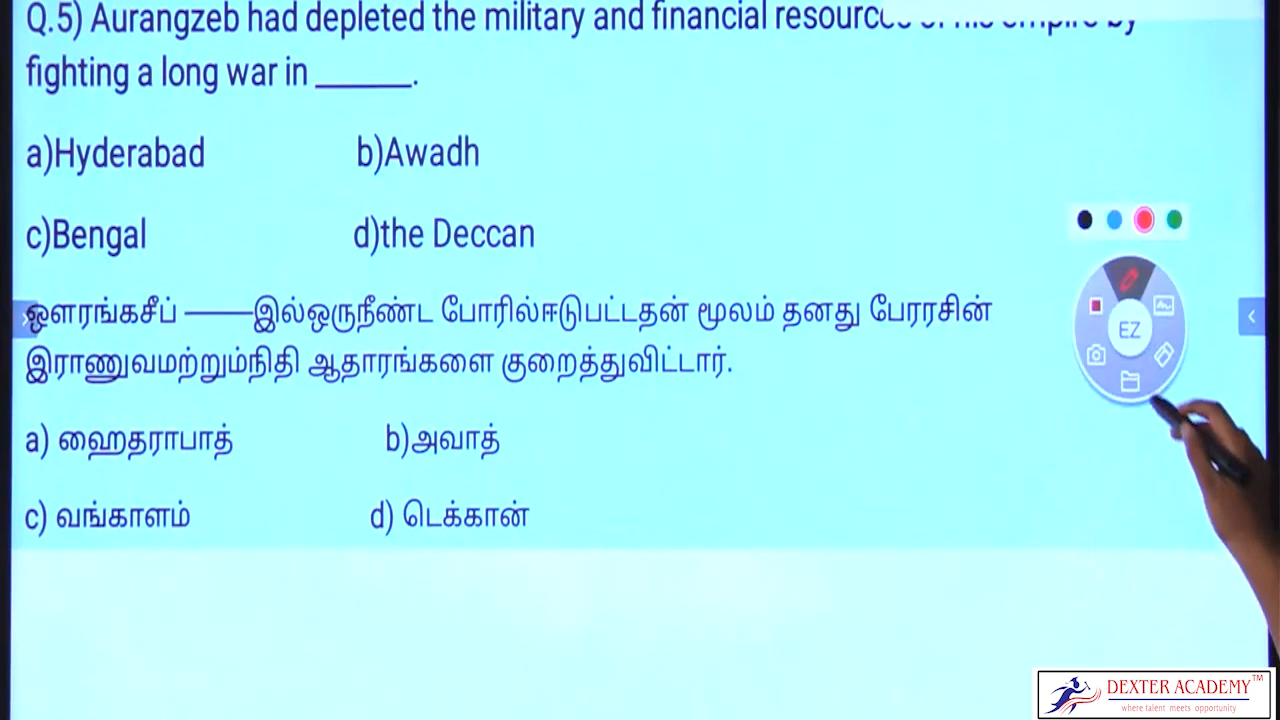 Q.5) Aurangzeb had depleted the military and financial resources of his empire by
fighting a long war in ______.
a)Hyderabad b)Awadh
c)Bengal d)the Deccan
ஔரங்கசீப் ——இல்ஒருநீண்ட போரில்ஈடுபட்டதன் மூலம் தனது பேரரசின்
இராணுவமற்றும்நிதி ஆதாரங்களை குறைத்துவிட்டார்.
a) ஹைதராபாத் b)அவாத்
c) வங்காளம் d) டெக்கான்
EZ
DEXTER ACADEMY™
where talent meets opportunity